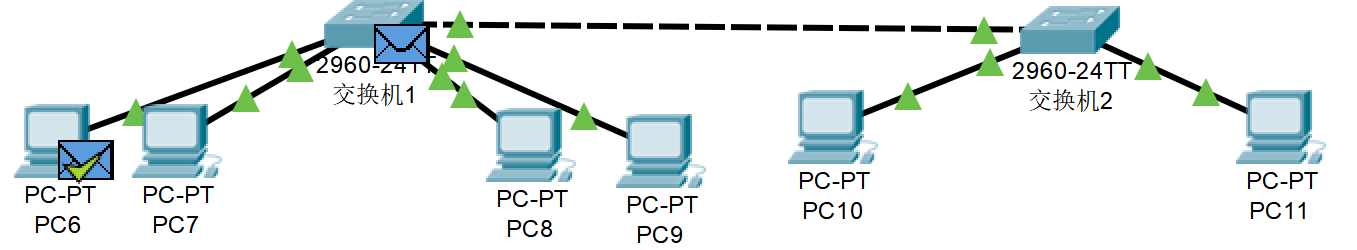 2960-24TT
交换机1
2960-24TT
交换机2
PC-PT
PC6
PC-PT
PC7
PC-PT
PC8
PC-PT
PC9
PC-PT
PC10
PC-PT
PC11